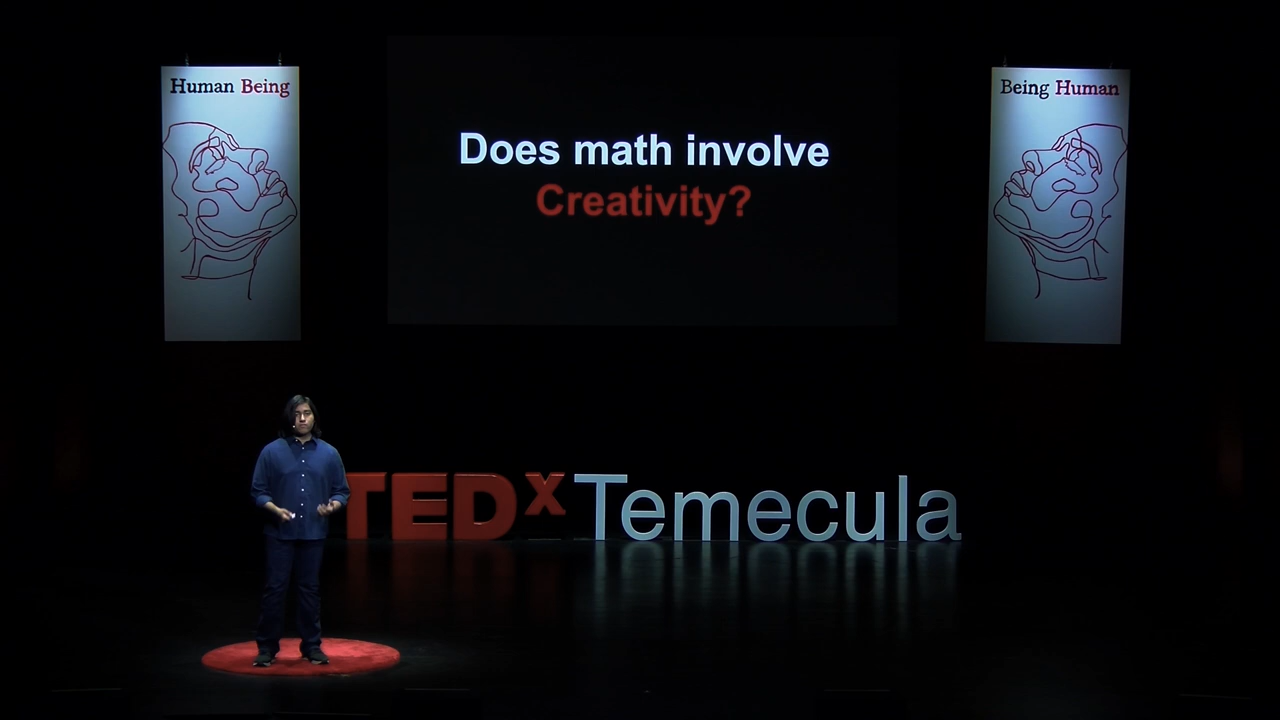 Human Being
Being Human
Does math involve
Creativity?
TEDx Temecula